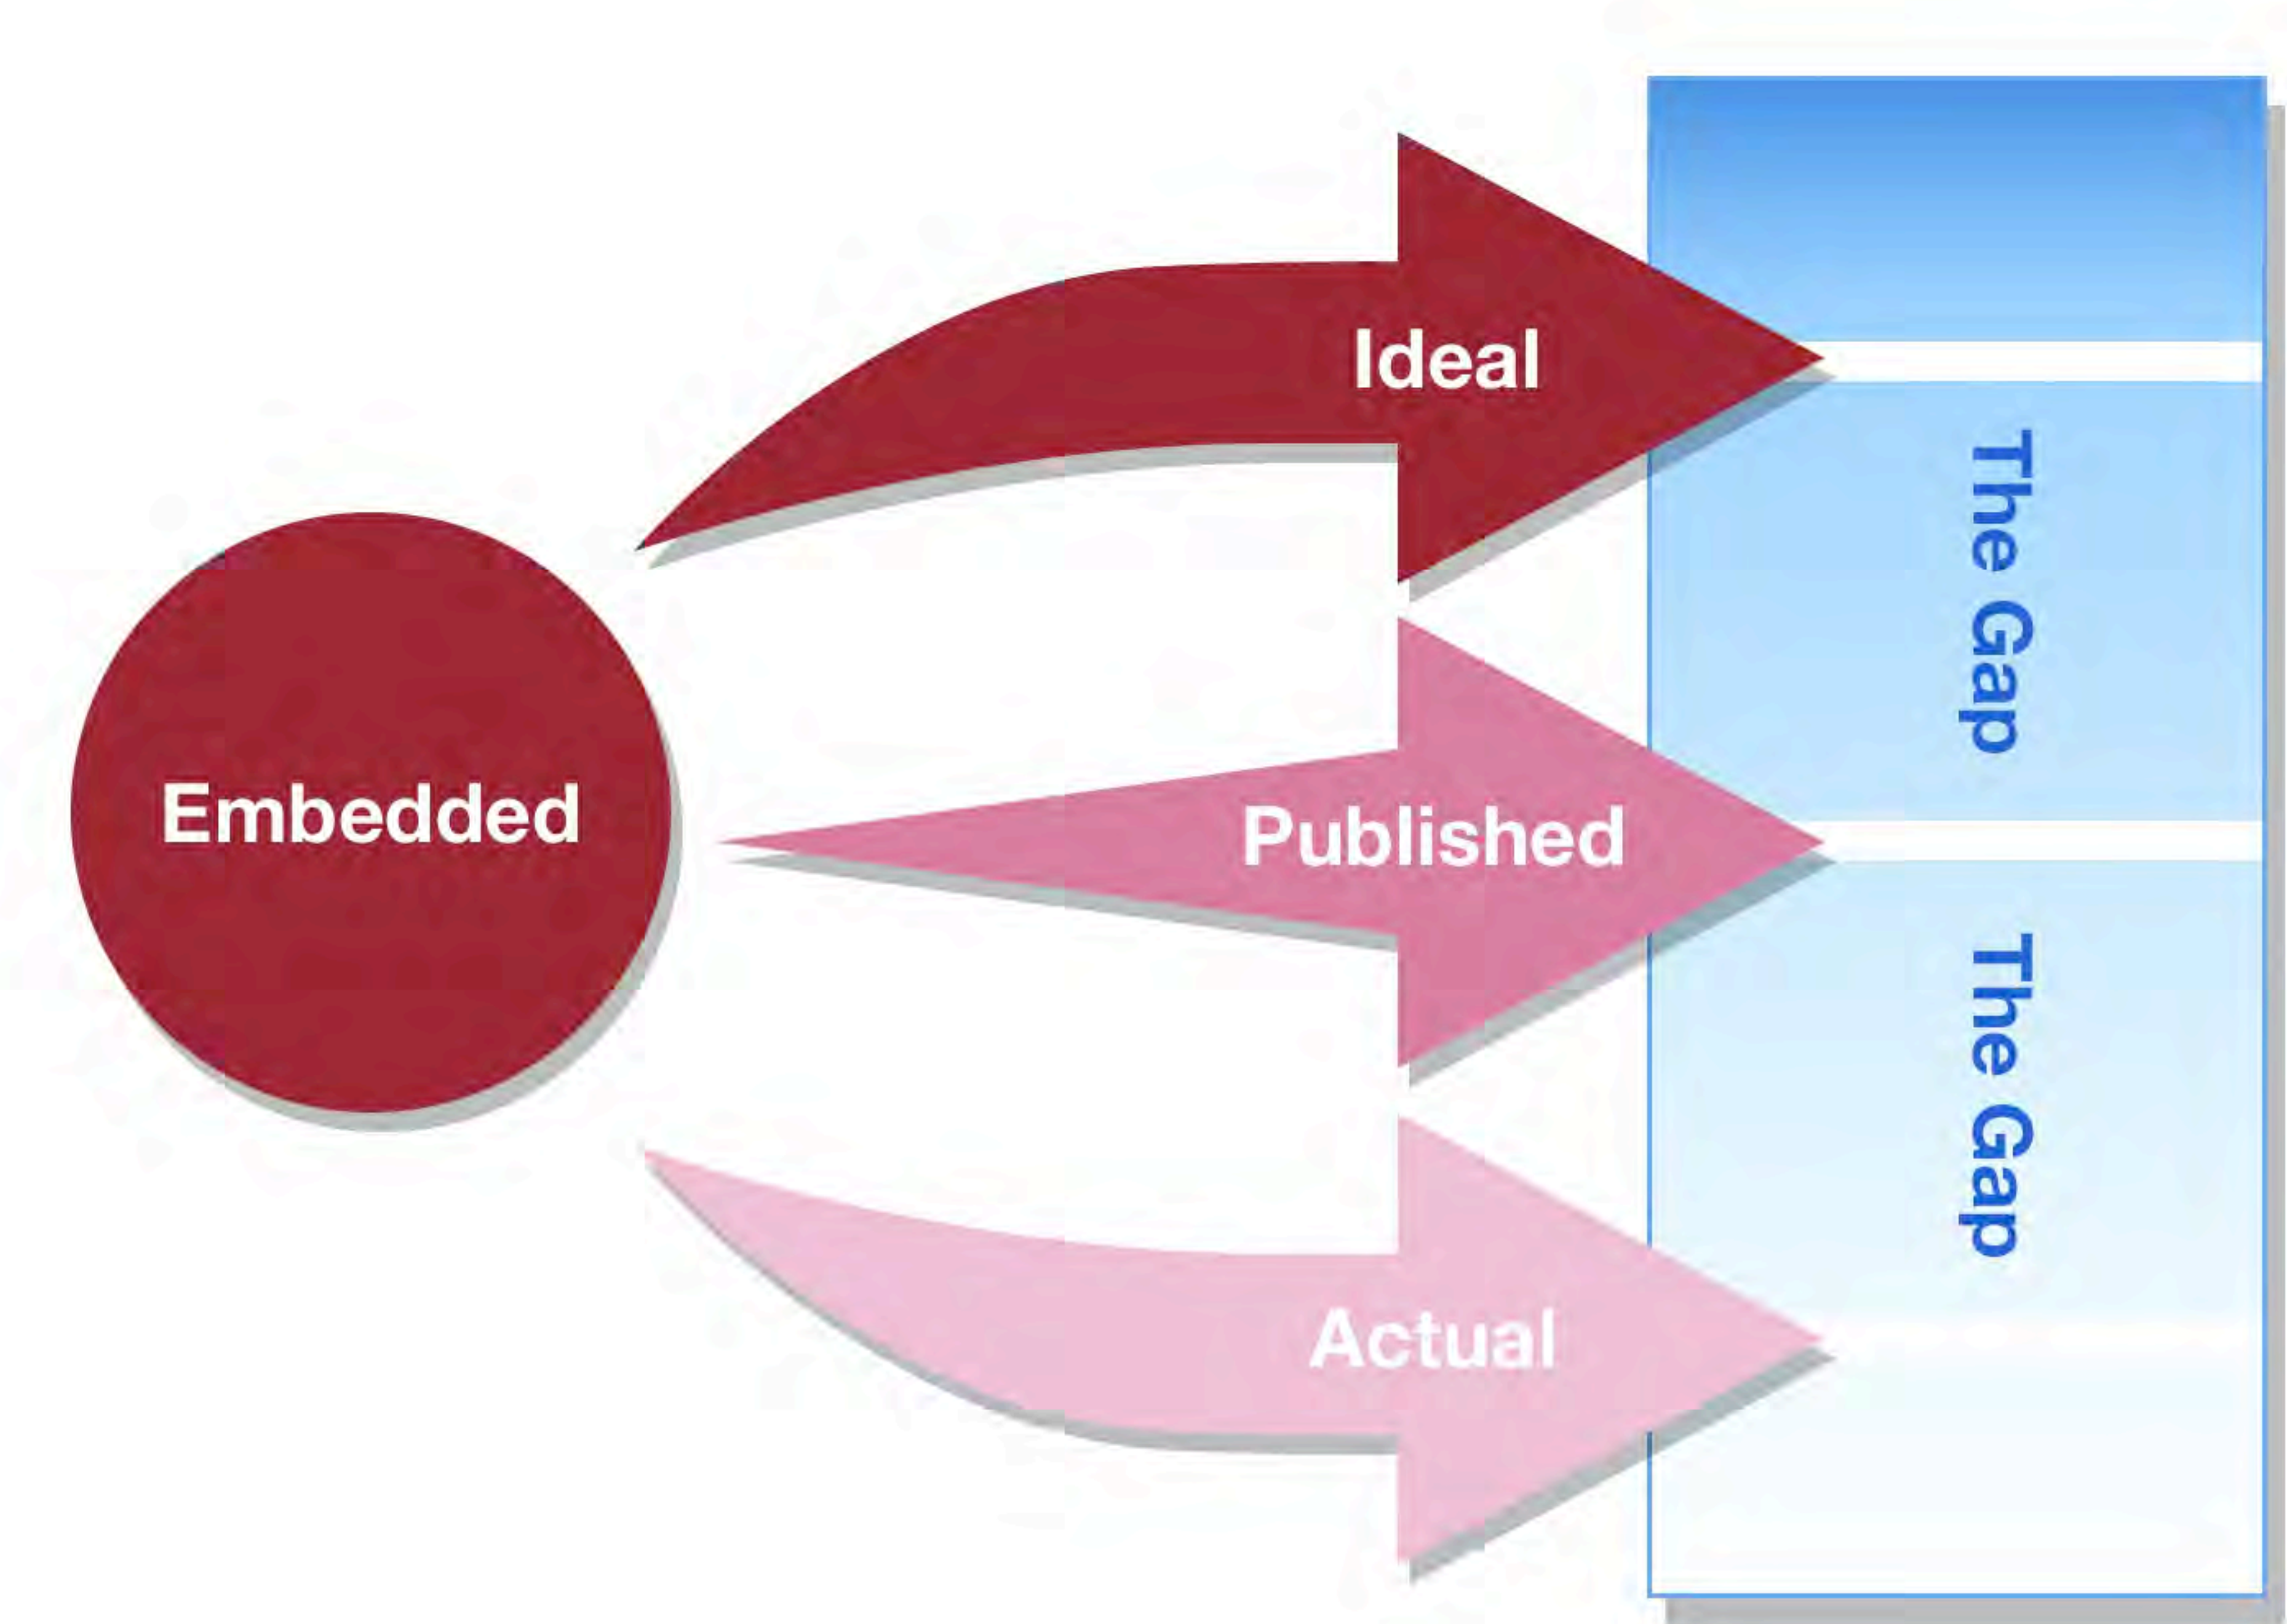 Ideal
The Gap
Embedded
Published
The Gap
Actual